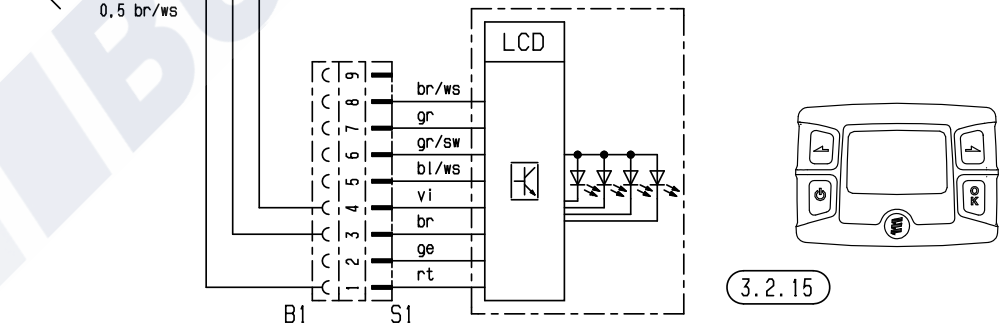 0,5 br/ws
LCD
9
8 br/ws
7 gr
6 gr/sw
5 bl/ws
4 vi
3 br
2 ge
1 rt
B1 S1
OK
3.2.15